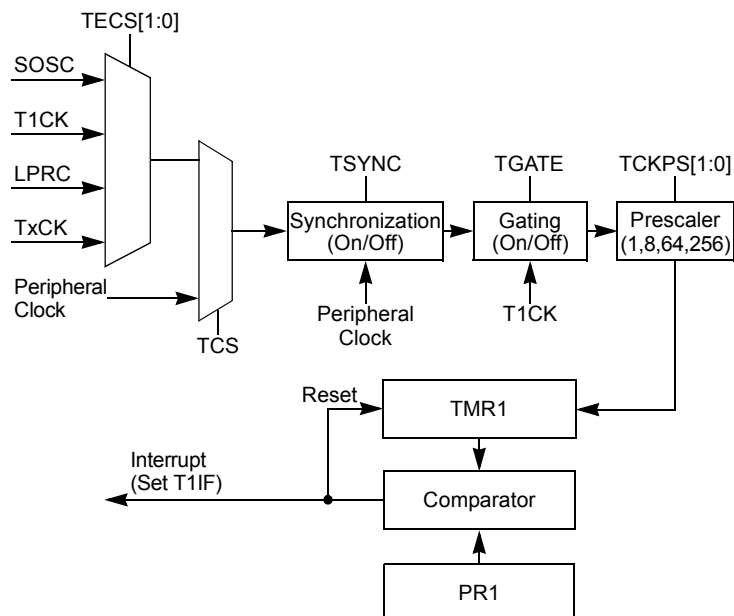 TECS[1:0]
SOSC
T1CK
LPRC
TxCK
Peripheral
Clock
TCS
TSYNC
TGATE
TCKPS[1:0]
Synchronization
(On/Off)
Gating
(On/Off)
Prescaler
(1,8,64,256)
Peripheral
Clock
T1CK
Reset
TMR1
Interrupt
(Set T1IF)
Comparator
PR1